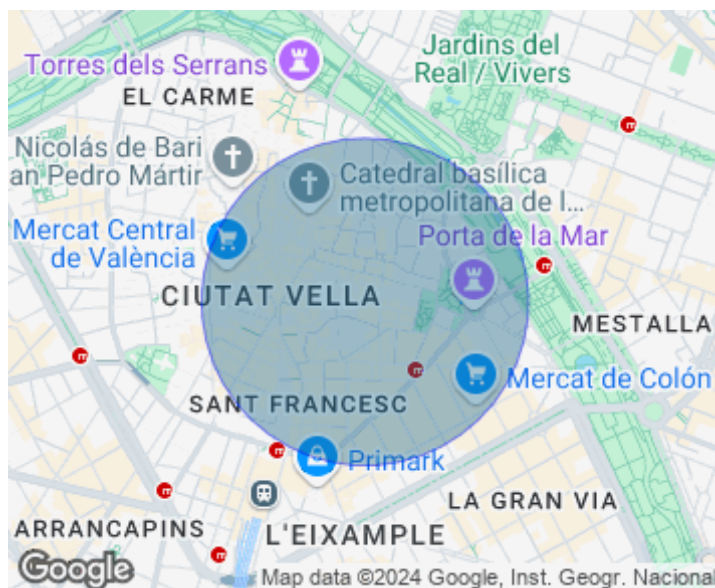 Jardins del
Real / Vivers
Torres dels Serrans
EL CARME
Nicolás de Bari
an Pedro Mártir
Catedral basílica
metropolitana de l...
Mercat Central
de València
Porta de la Mar
CIUTAT VELLA
MESTALLA
Mercat de Colón
SANT FRANCESC
Primark
LA GRAN VIA
ARRANCAPINS
L'EIXAMPLE
Google
Map data ©2024 Google, Inst. Geogr. Nacional